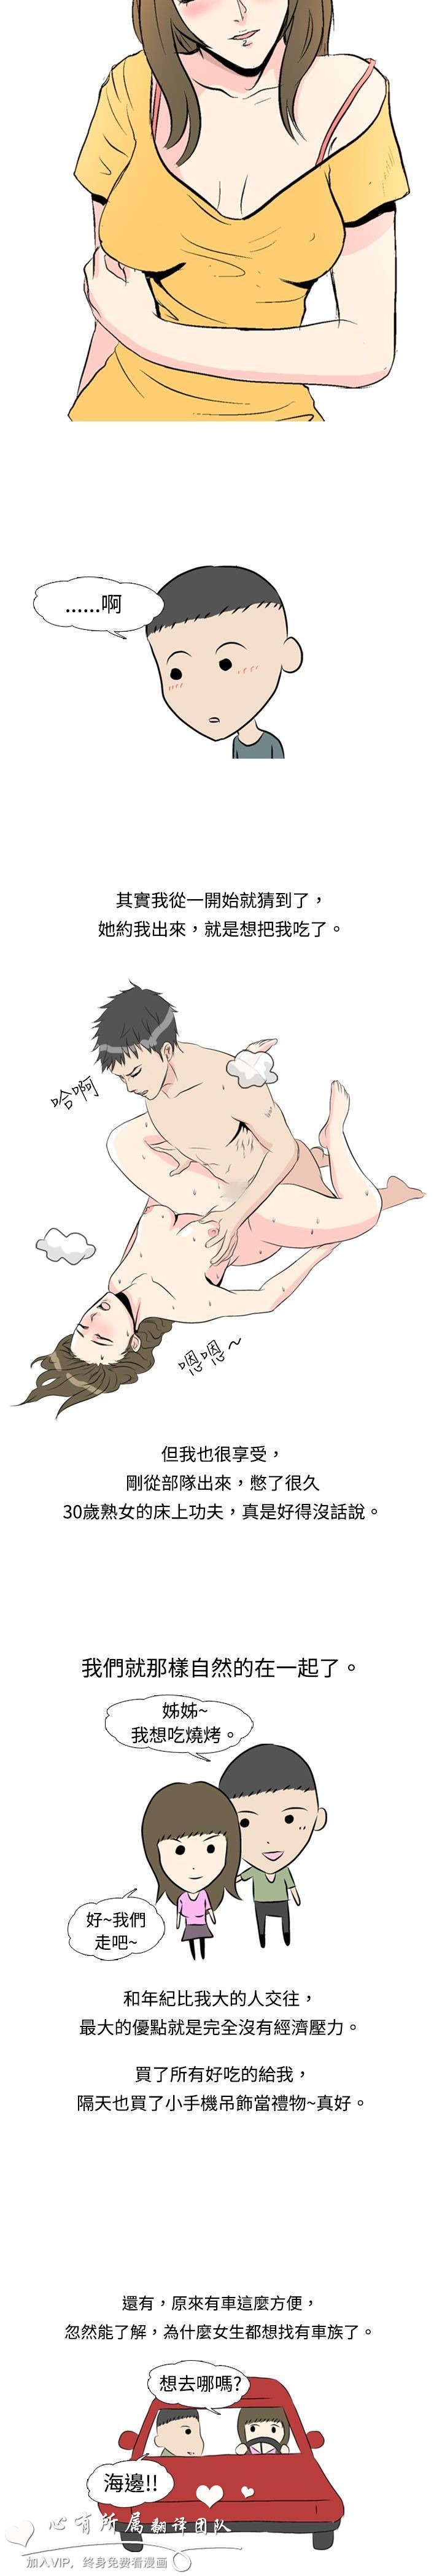 ......啊
其實我從一開始就猜到了，
她約我出來，就是想把我吃了。
哈啊
嗯嗯～
但我也很享受，
剛從部隊出來，憋了很久
30歲熟女的床上功夫，真是好得沒話說。
我們就那樣自然的在一起了。
姊姊~
我想吃燒烤。
好~我們
走吧~
和年紀比我大的人交往，
最大的優點就是完全沒有經濟壓力。
買了所有好吃的給我，
隔天也買了小手機吊飾當禮物~真好。
還有，原來有車這麼方便，
忽然能了解，為什麼女生都想找有車族了。
想去哪嗎?
海邊!!
心有所属翻译团队
加入VIP，终身免费看漫画